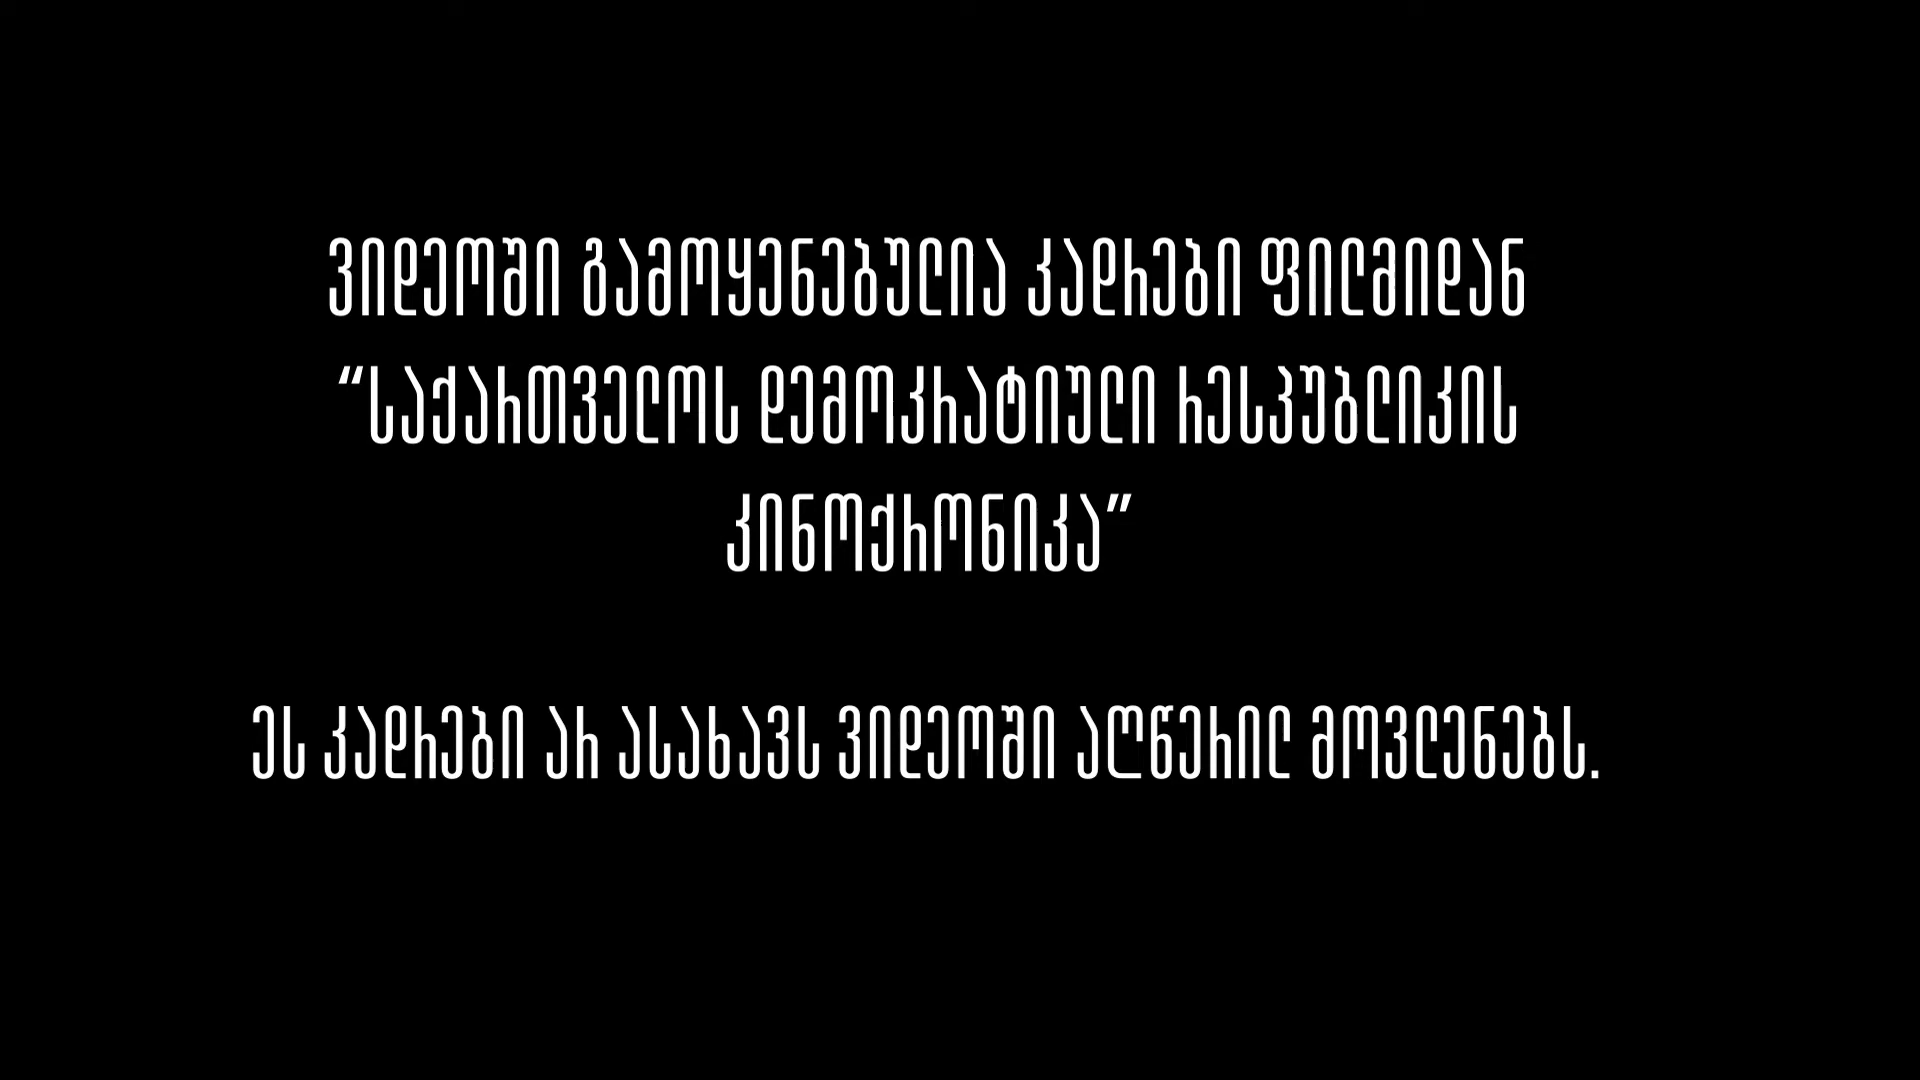 ვიდეოში გამოყენებულია კადრები ფილმიდან
“საქართველოს დემოკრატიული რესპუბლიკის
კინოქრონიკა”
ეს კადრები არ ასახავს ვიდეოში აღწერილ მოვლენებს.